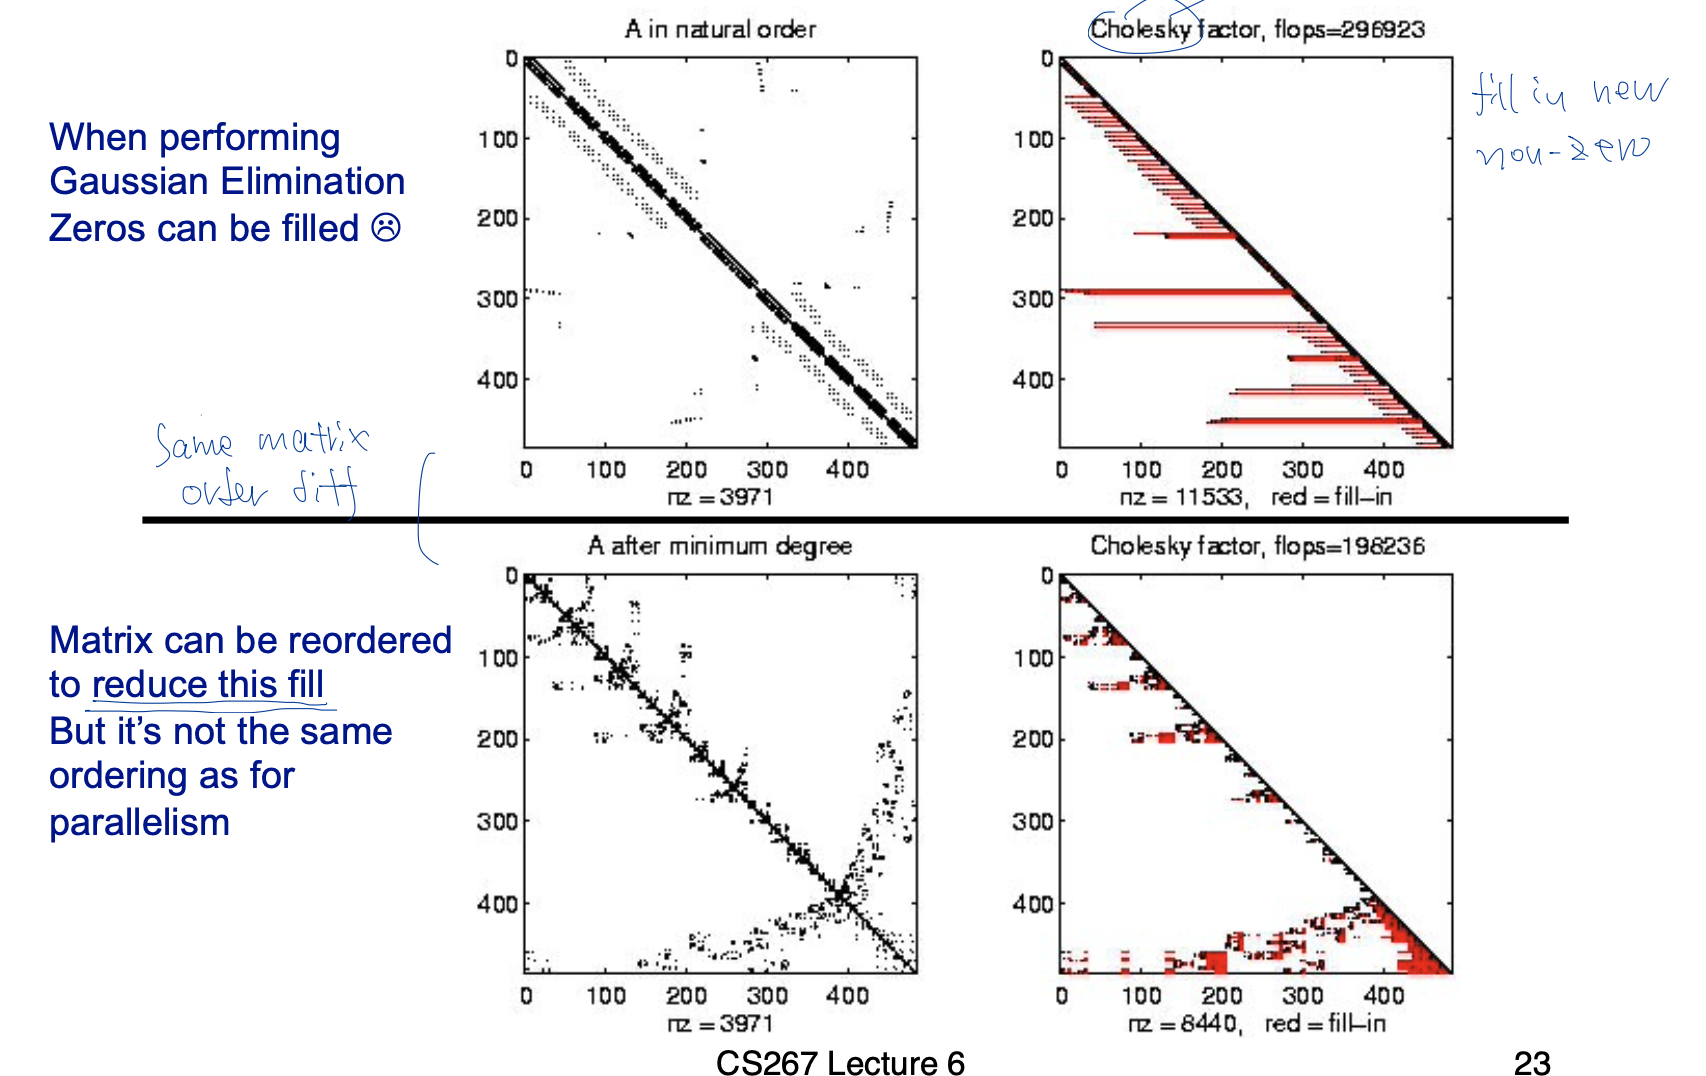 A in natural order
Cholesky factor, flops=296923
When performing
Gaussian Elimination
Zeros can be filled ☹
fill in new
non-zero
0
100
200
300
400
0 100 200 300 400
nz = 3971
0
100
200
300
400
0 100 200 300 400
nz = 11533, red = fill-in
Same matrix
order diff
A after minimum degree
Cholesky factor, flops=198236
Matrix can be reordered
to reduce this fill
But it’s not the same
ordering as for
parallelism
0
100
200
300
400
0 100 200 300 400
nz = 3971
0
100
200
300
400
0 100 200 300 400
nz = 8440, red = fill-in
CS267 Lecture 6
23